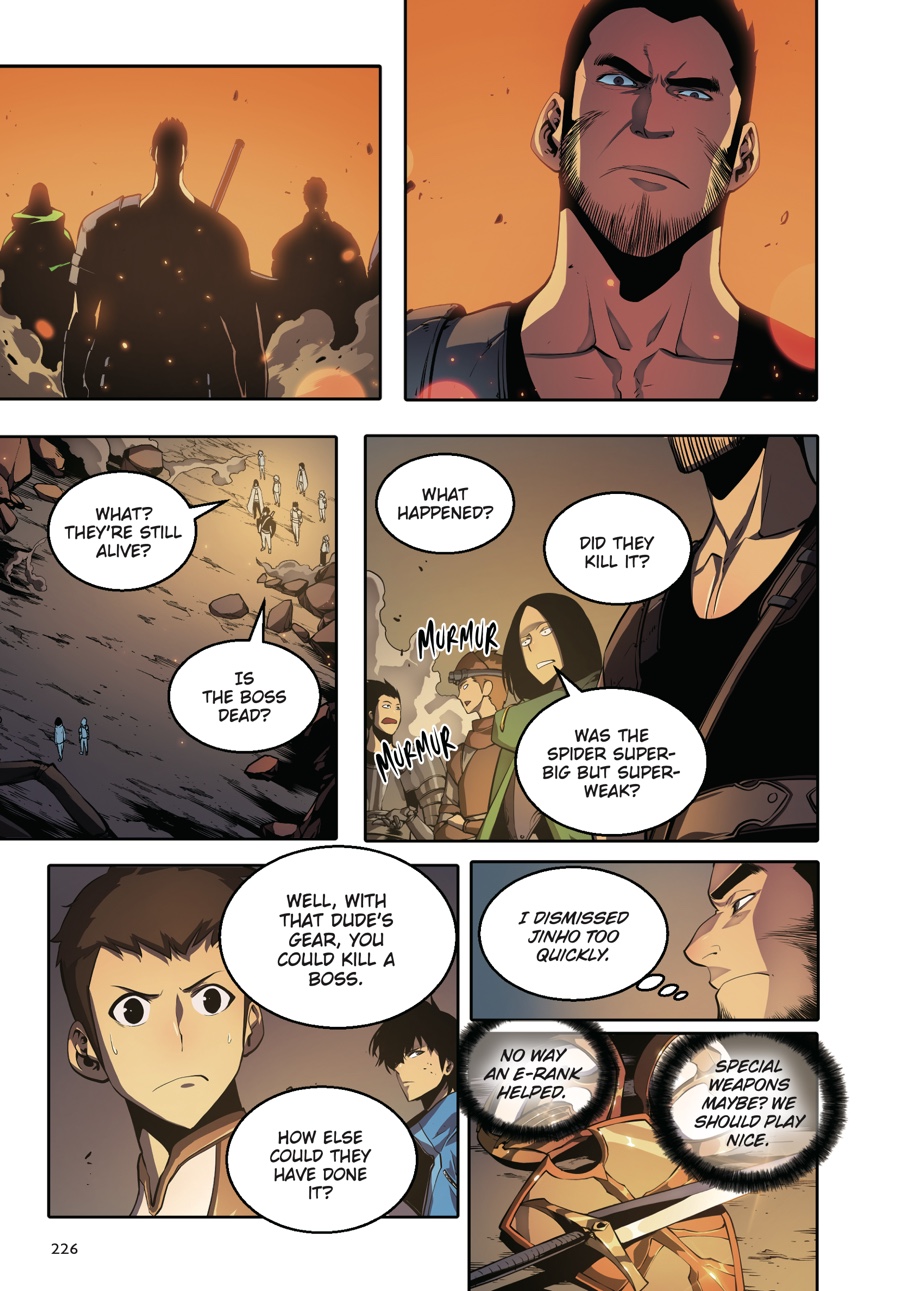 WHAT?
THEY'RE STILL
ALIVE?
IS
THE BOSS
DEAD?
WHAT
HAPPENED?
DID THEY
KILL IT?
MURMUR
MURMUR
WAS THE
SPIDER SUPER-
BIG BUT SUPER-
WEAK?
WELL, WITH
THAT DUDE'S
GEAR, YOU
COULD KILL A
BOSS.
HOW ELSE
COULD THEY
HAVE DONE
IT?
I DISMISSED
JINHO TOO
QUICKLY.
NO WAY
AN E-RANK
HELPED.
SPECIAL
WEAPONS
MAYBE? WE
SHOULD PLAY
NICE.
226